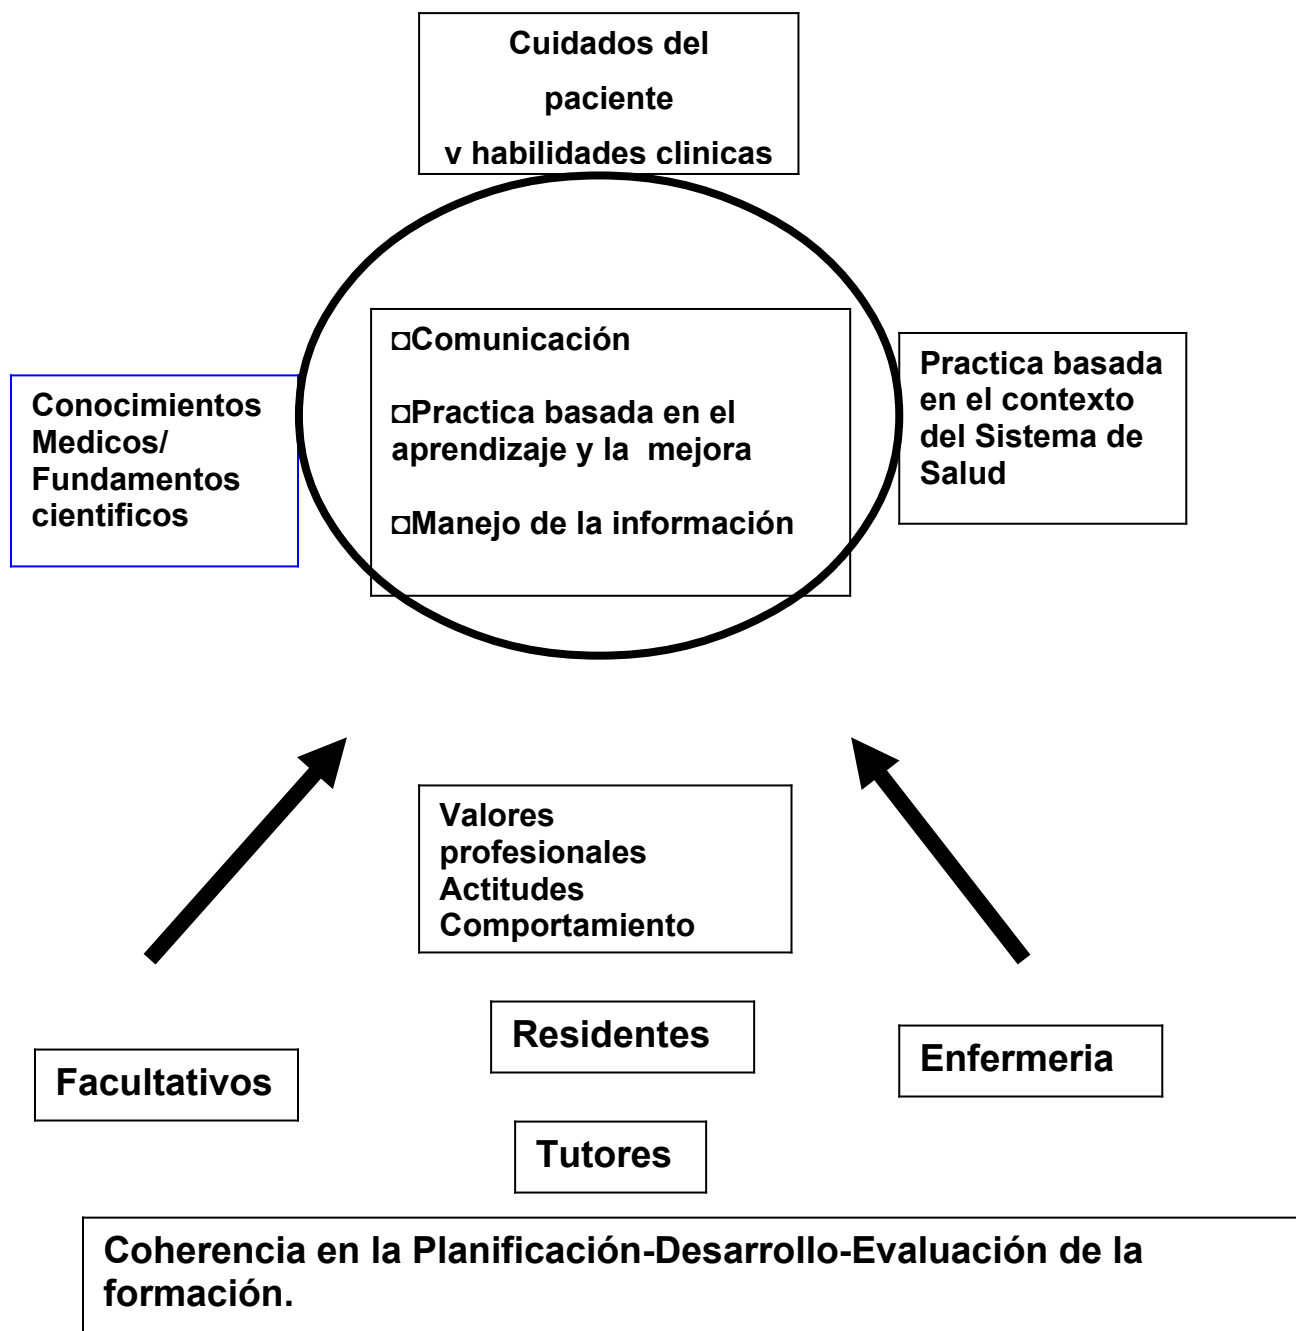 Cuidados del
paciente
v habilidades clinicas
◘Comunicación
◘Practica basada en el
aprendizaje y la  mejora
◘Manejo de la información
Practica basada
en el contexto
del Sistema de
Salud
Conocimientos
Medicos/
Fundamentos
cientificos
Valores
profesionales
Actitudes
Comportamiento
Residentes
Enfermeria
Facultativos
Tutores
Coherencia en la Planificación-Desarrollo-Evaluación de la
formación.